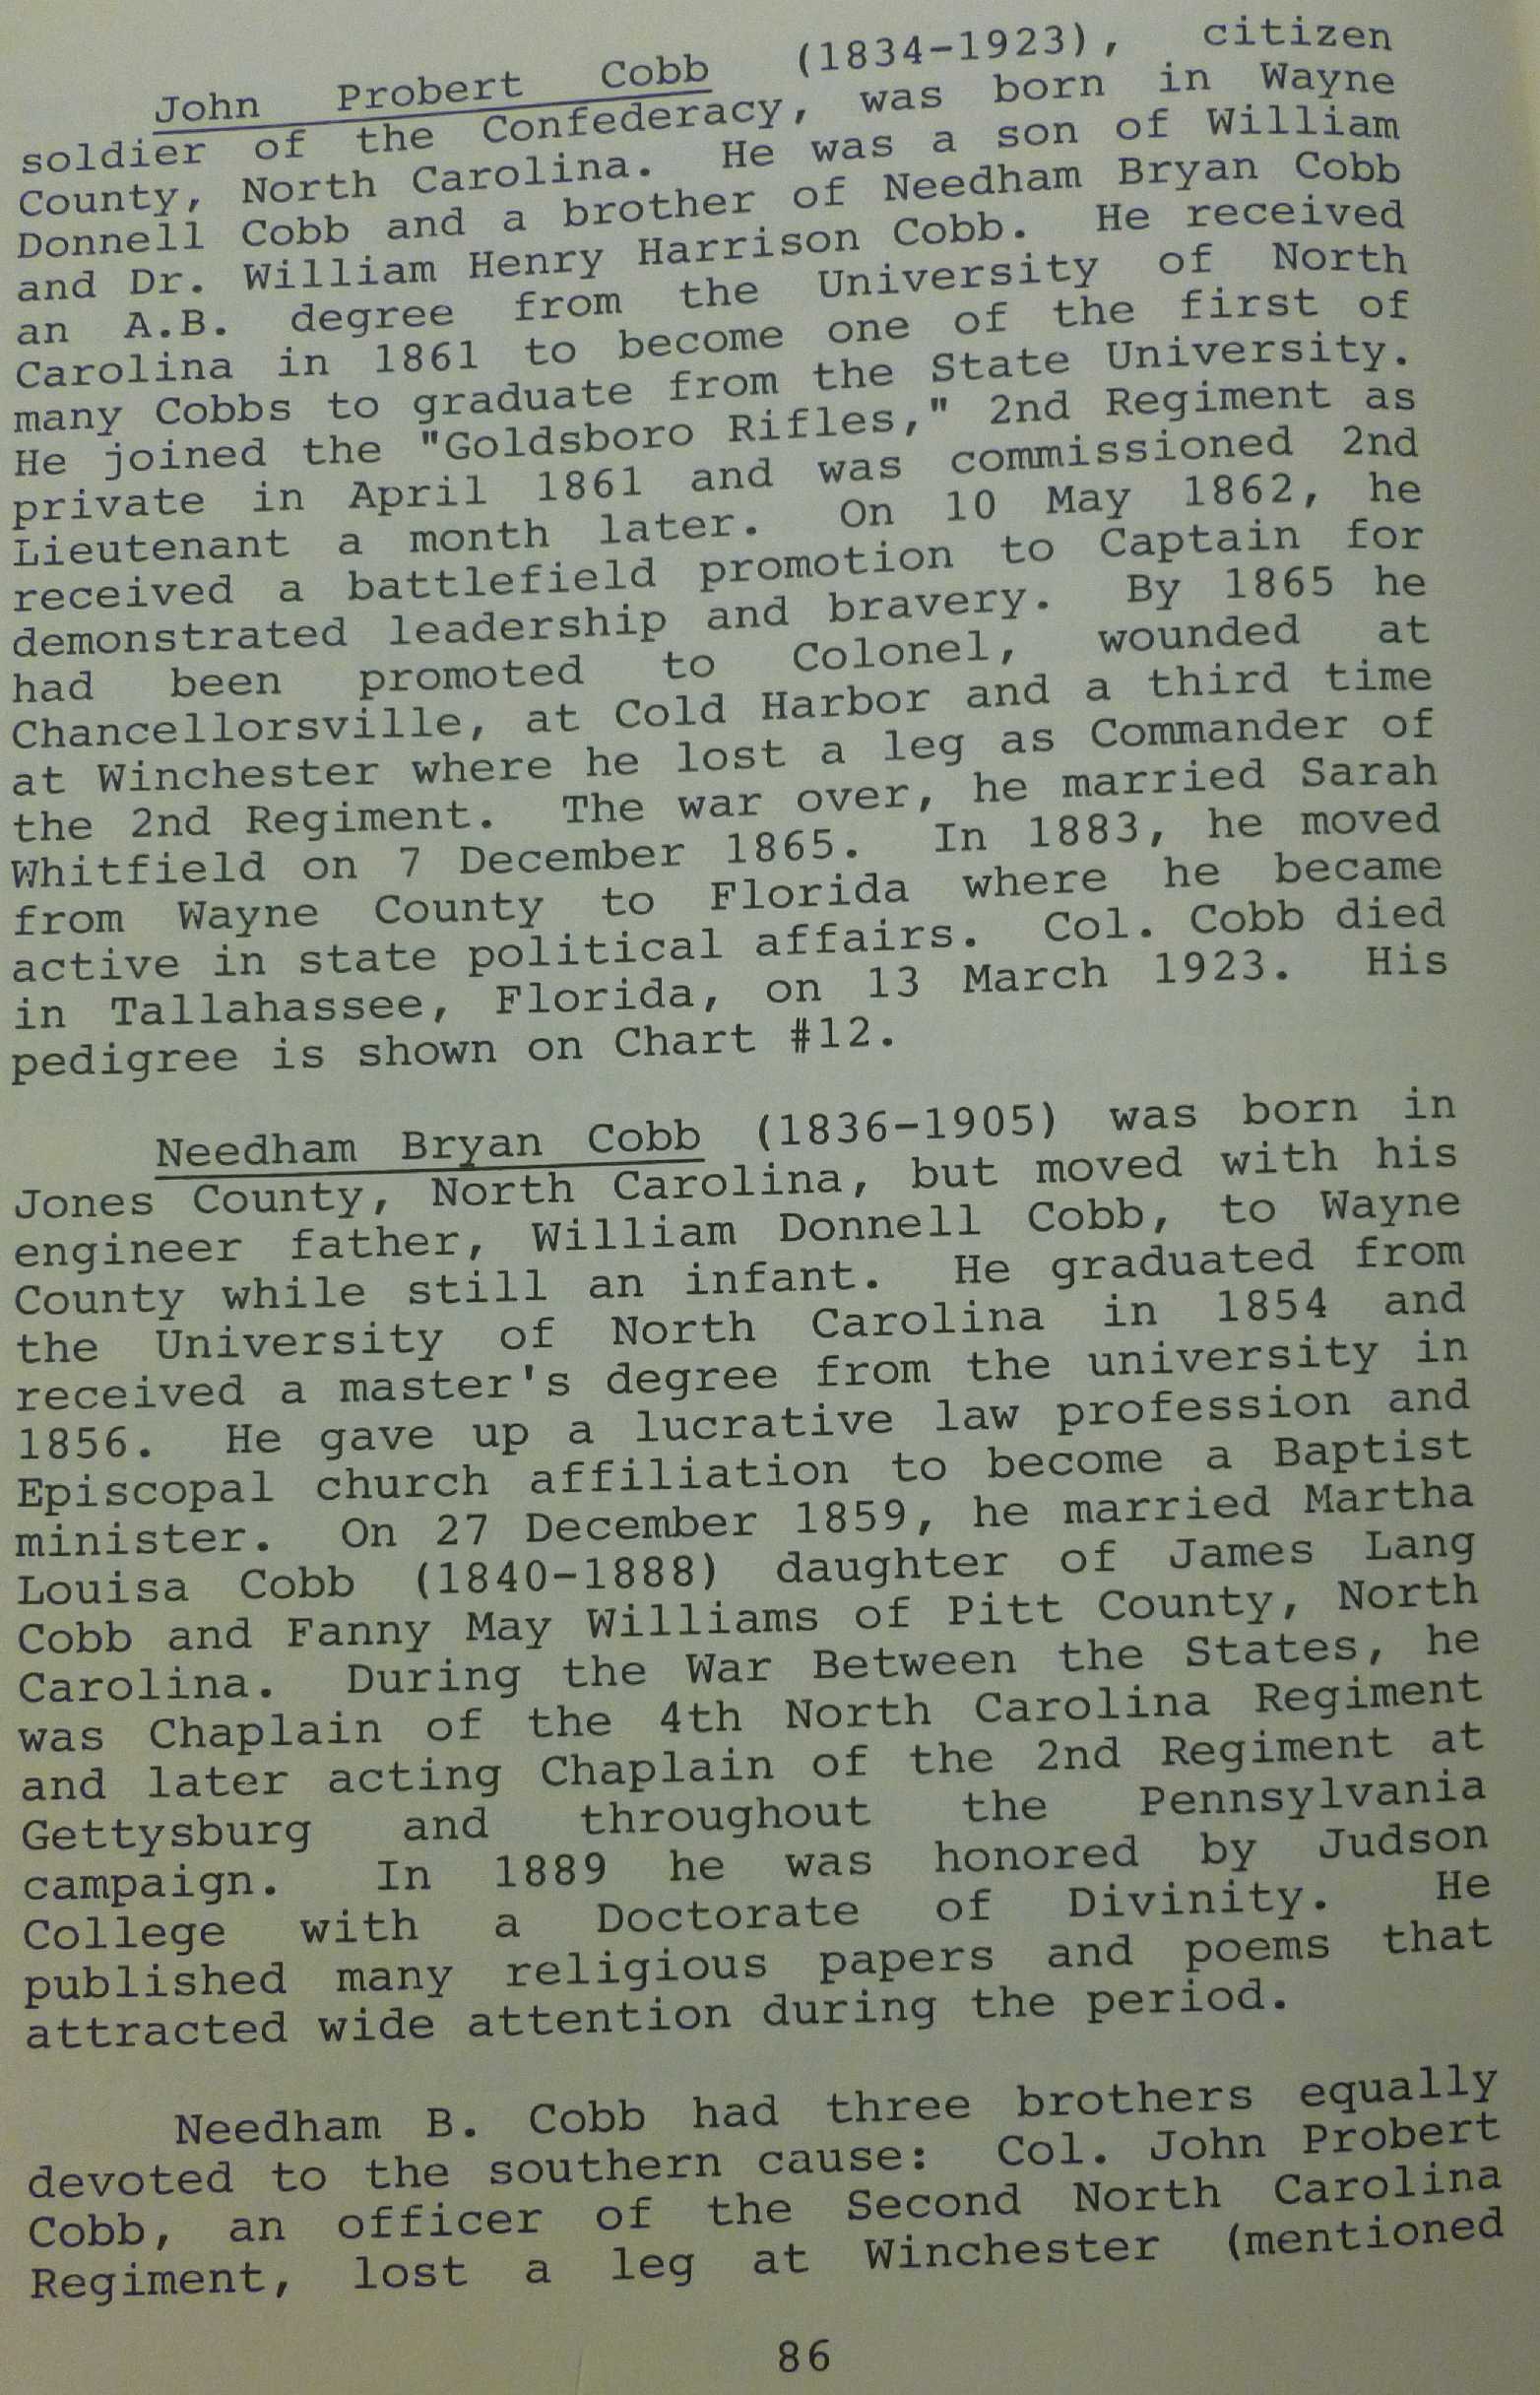 John Probert Cobb (1834-1923), citizen
soldier of the Confederacy, was born in Wayne
County, North Carolina. He was a son of William
Donnell Cobb and a brother of Needham Bryan Cobb
and Dr. William Henry Harrison Cobb. He received
an A.B. degree from the University of North
Carolina in 1861 to become one of the first of
many Cobbs to graduate from the State University.
He joined the "Goldsboro Rifles," 2nd Regiment as
private in April 1861 and was commissioned 2nd
Lieutenant a month later. On 10 May 1862, he
received a battlefield promotion to Captain for
demonstrated leadership and bravery. By 1865 he
had been promoted to Colonel, wounded at
Chancellorsville, at Cold Harbor and a third time
at Winchester where he lost a leg as Commander of
the 2nd Regiment. The war over, he married Sarah
Whitfield on 7 December 1865. In 1883, he moved
from Wayne County to Florida where he became
active in state political affairs. Col. Cobb died
in Tallahassee, Florida, on 13 March 1923. His
pedigree is shown on Chart #12.
Needham Bryan Cobb (1836-1905) was born in
Jones County, North Carolina, but moved with his
engineer father, William Donnell Cobb, to Wayne
County while still an infant. He graduated from
the University of North Carolina in 1854 and
received a master's degree from the university in
1856. He gave up a lucrative law profession and
Episcopal church affiliation to become a Baptist
minister. On 27 December 1859, he married Martha
Louisa Cobb (1840-1888) daughter of James Lang
Cobb and Fanny May Williams of Pitt County, North
Carolina. During the War Between the States, he
was Chaplain of the 4th North Carolina Regiment
and later acting Chaplain of the 2nd Regiment at
Gettysburg and throughout the Pennsylvania
campaign. In 1889 he was honored by Judson
College with a Doctorate of Divinity. He
published many religious papers and poems that
attracted wide attention during the period.
Needham B. Cobb had three brothers equally
devoted to the southern cause: Col. John Probert
Cobb, an officer of the Second North Carolina
Regiment, lost a leg at Winchester (mentioned
86